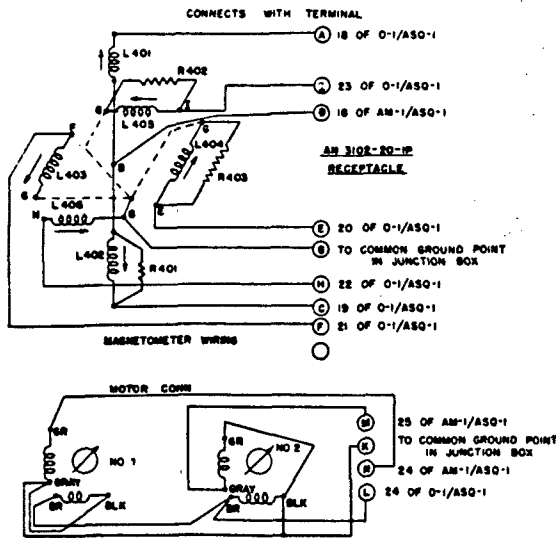 CONNECTS WITH TERMINAL
A 18 OF O-1/ASQ-1
L401
R402
23 OF O-1/ASQ-1
L405
B 16 OF AM-1/ASQ-1
F
G
L404
AN 3102-20-1P
RECEPTACLE
L403
B
R403
G
L406
H
G
E
E 20 OF O-1/ASQ-1
G TO COMMON GROUND POINT
IN JUNCTION BOX
L402
R401
H 22 OF O-1/ASQ-1
C 19 OF O-1/ASQ-1
F 21 OF O-1/ASQ-1
MAGNETOMETER WIRING
MOTOR CONN
M 25 OF AM-1/ASQ-1
GR
GR
K TO COMMON GROUND POINT
IN JUNCTION BOX
NO 1
NO 2
N 24 OF AM-1/ASQ-1
GRAY
GRAY
L 24 OF O-1/ASQ-1
BR
BLK
BR
BLK